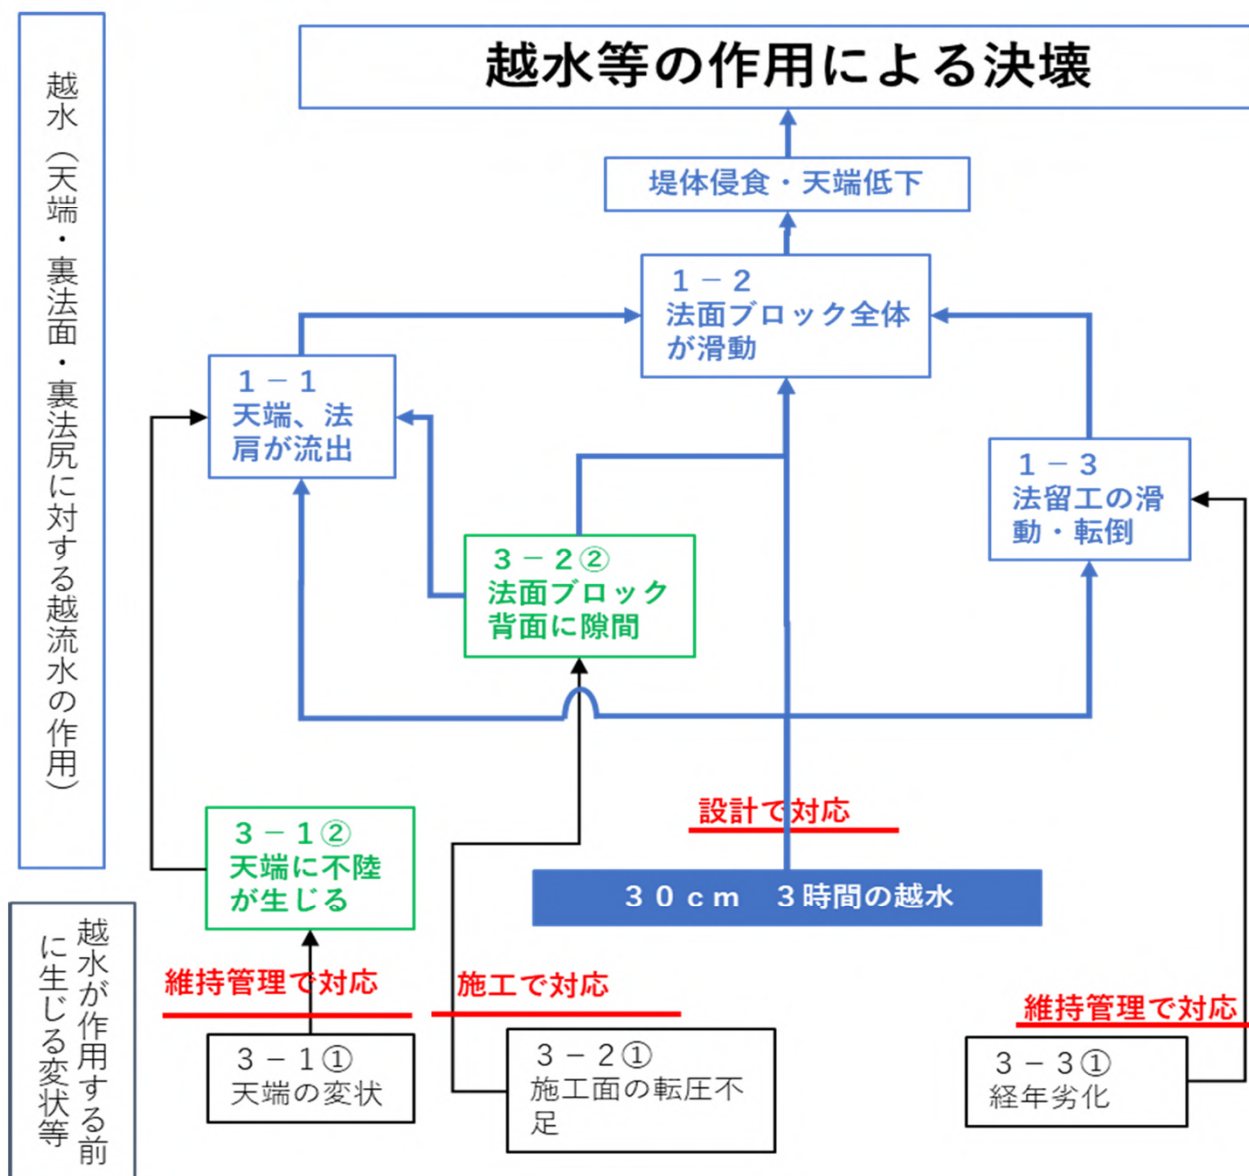 越水等の作用による決壊
越水（天端・裏法面・裏法尻に対する越流水の作用）
堤体侵食・天端低下
１－２
法面ブロック全体
が滑動
１－１
天端、法
肩が流出
１－３
法留工の滑
動・転倒
３－２②
法面ブロック
背面に隙間
設計で対応
３－１②
天端に不陸
が生じる
３０ｃｍ　３時間の越水
越水が作用する前
に生じる変状等
維持管理で対応
施工で対応
維持管理で対応
３－１①
天端の変状
３－２①
施工面の転圧不
足
３－３①
経年劣化